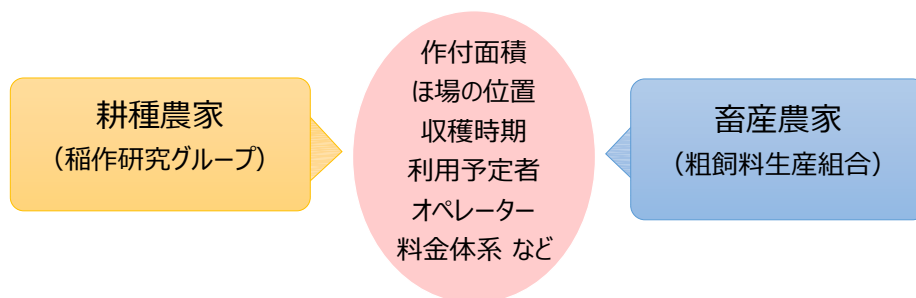 耕種農家
（稲作研究グループ）
作付面積
ほ場の位置
収穫時期
利用予定者
オペレーター
料金体系 など
畜産農家
（粗飼料生産組合）